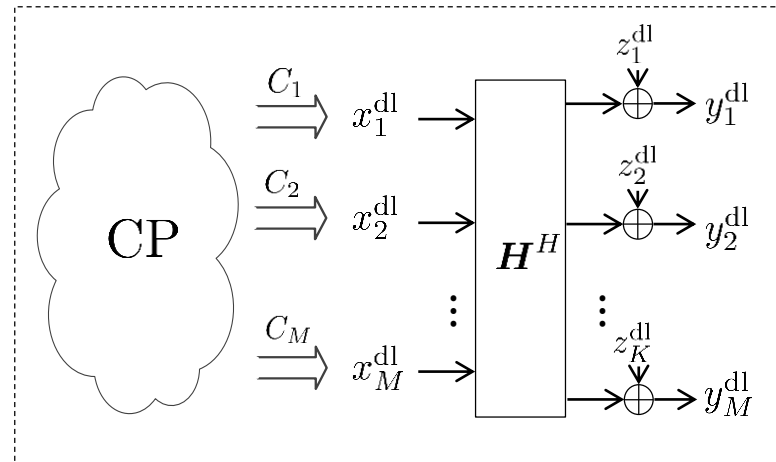 z_1^{dl}
C_1 x_1^{dl} y_1^{dl}
z_2^{dl}
C_2 x_2^{dl} y_2^{dl}
CP H^H
⋮ ⋮
z_K^{dl}
C_M x_M^{dl} y_M^{dl}